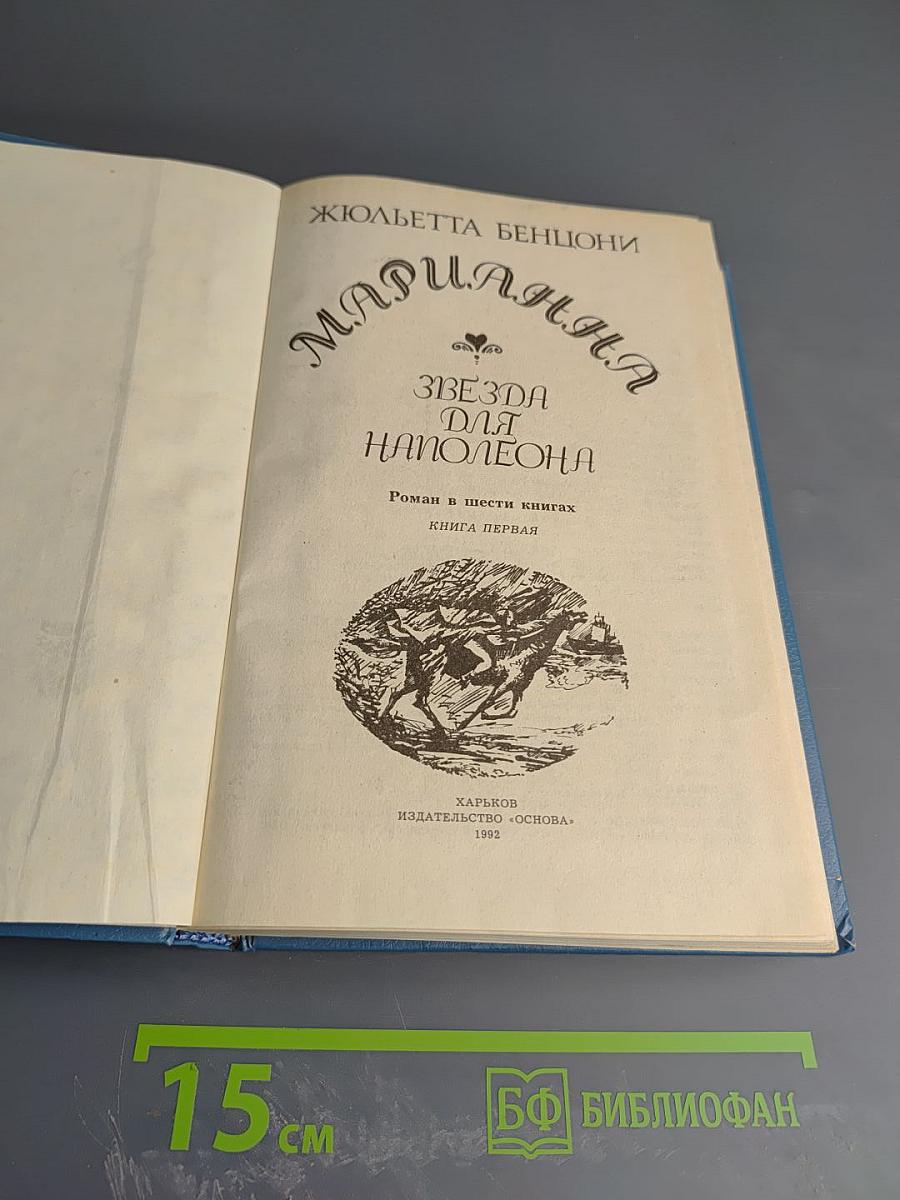 ЖЮЛЬЕТТА БЕНЦОНИ
МАРИАННА
ЗВЕЗДА
ДЛЯ
НАПОЛЕОНА
Роман в шести книгах
КНИГА ПЕРВАЯ
ХАРЬКОВ
ИЗДАТЕЛЬСТВО «ОСНОВА»
1992
15 см
БФ БИБЛИОФАН